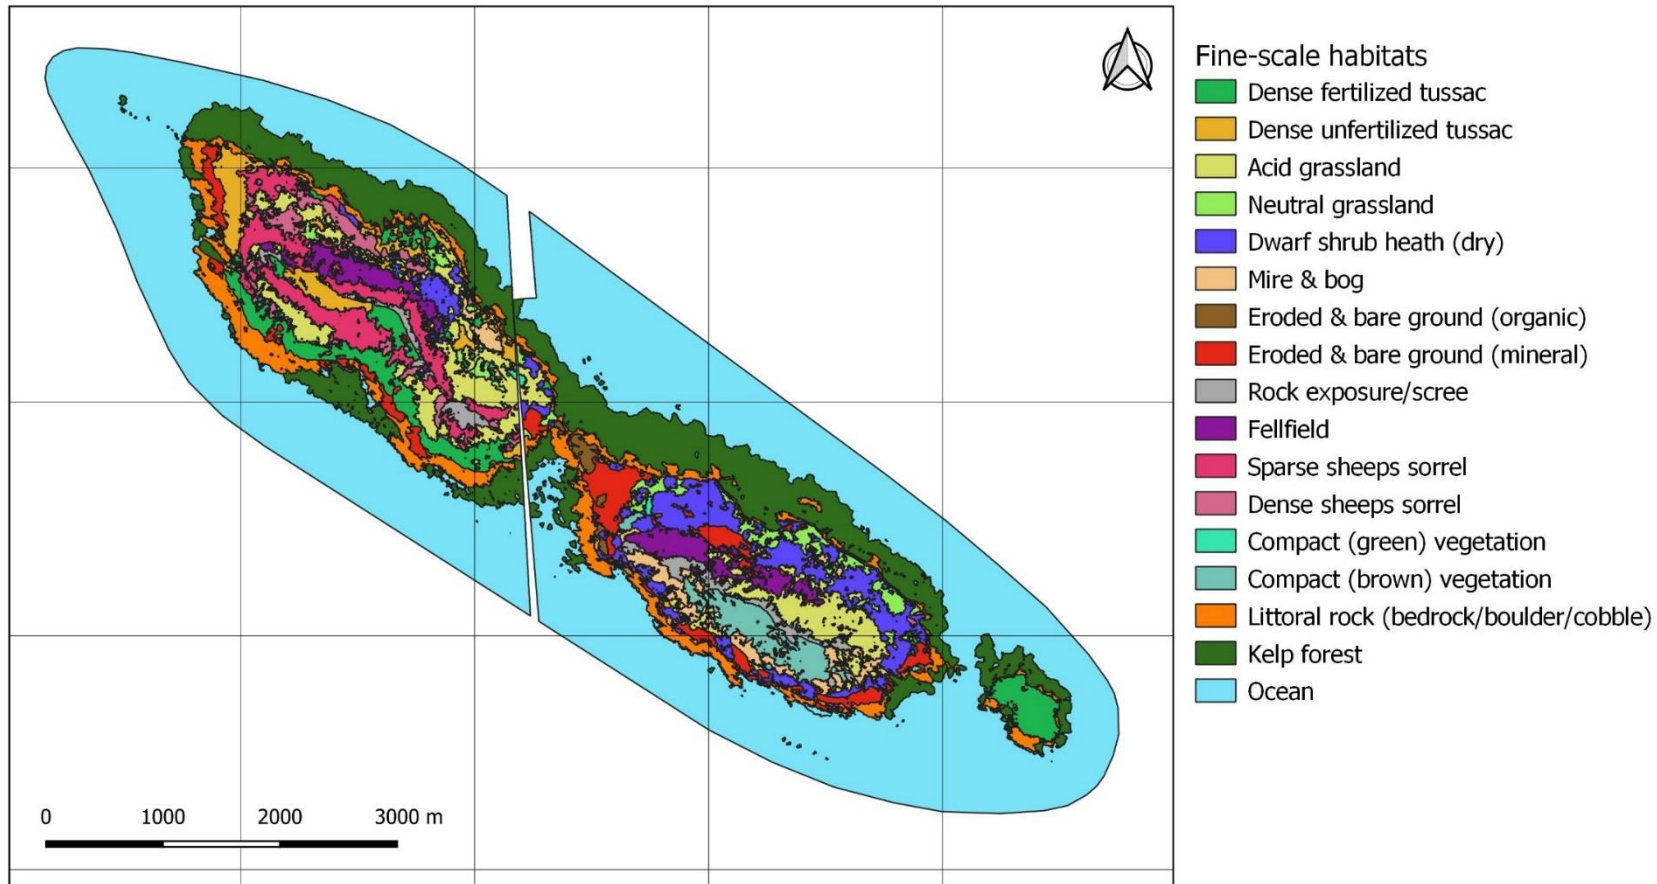 Fine-scale habitats
Dense fertilized tussac
Dense unfertilized tussac
Acid grassland
Neutral grassland
Dwarf shrub heath (dry)
Mire & bog
Eroded & bare ground (organic)
Eroded & bare ground (mineral)
Rock exposure/scree
Fellfield
Sparse sheeps sorrel
Dense sheeps sorrel
Compact (green) vegetation
Compact (brown) vegetation
Littoral rock (bedrock/boulder/cobble)
Kelp forest
Ocean
0 1000 2000 3000 m